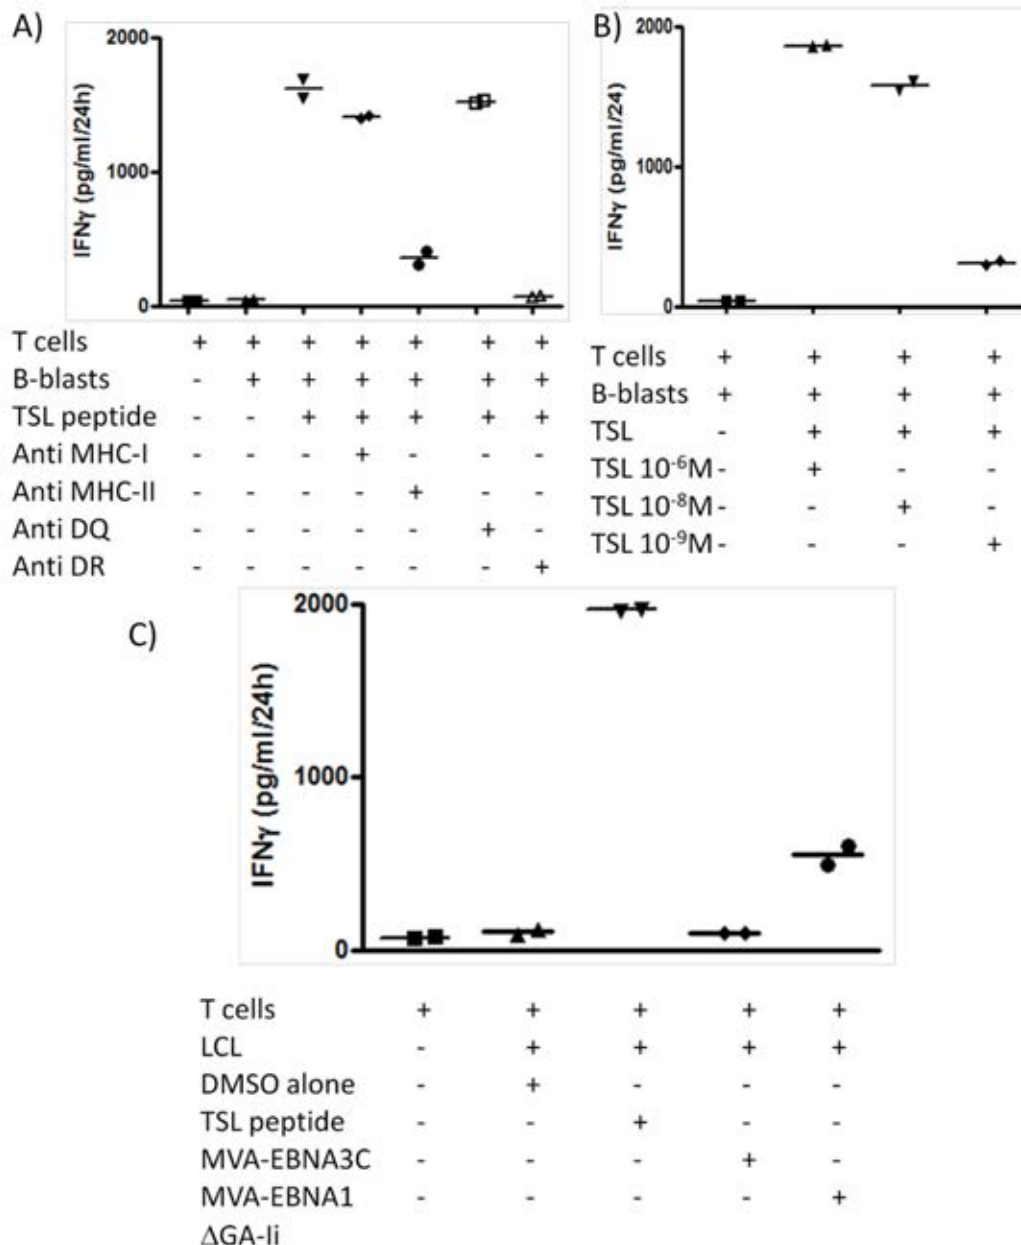 A)
2000
1000
0
IFNγ (pg/ml/24h)
T cells + + + + + + +
B-blasts - + + + + + +
TSL peptide - - + + + + +
Anti MHC-I - - - + - - -
Anti MHC-II - - - - + - -
Anti DQ - - - - - + -
Anti DR - - - - - - +
B)
2000
1000
0
IFNγ (pg/ml/24)
T cells + + + +
B-blasts + + + +
TSL - + + +
TSL 10⁻⁶M - + - -
TSL 10⁻⁸M - - + -
TSL 10⁻⁹M - - - +
C)
2000
1000
0
IFNγ (pg/ml/24h)
T cells + + + + +
LCL - + + + +
DMSO alone - + - - -
TSL peptide - - + - -
MVA-EBNA3C - - - + -
MVA-EBNA1 - - - - +
ΔGA-Ii